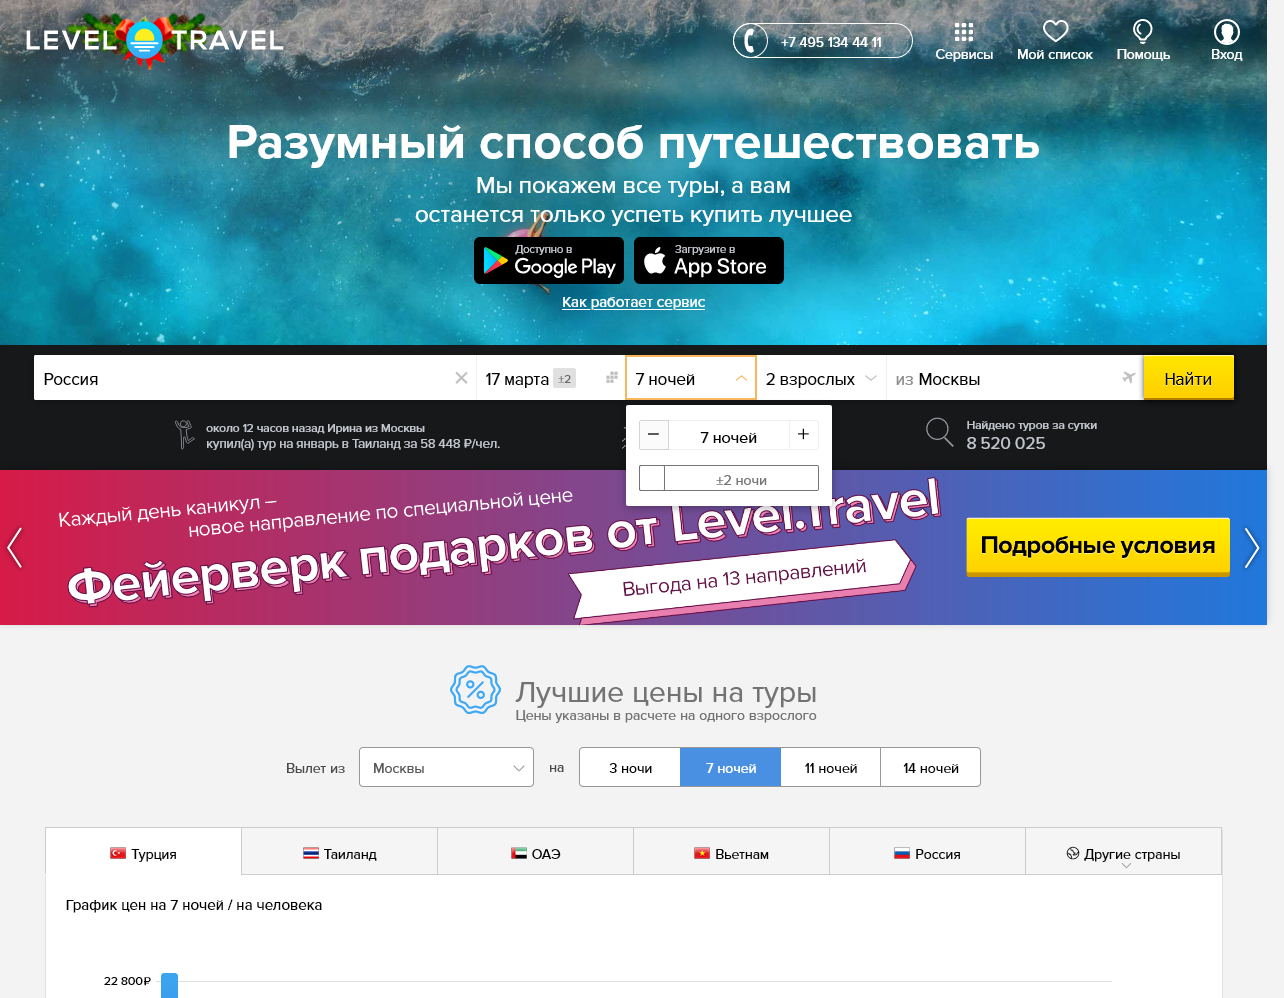 LEVEL TRAVEL
+7 495 134 44 11
Сервисы
Мой список
Помощь
Вход
Разумный способ путешествовать
Мы покажем все туры, а вам
останется только успеть купить лучшее
Доступно в
Google Play
Загрузите в
App Store
Как работает сервис
Россия
17 марта ±2
7 ночей
2 взрослых
из Москвы
Найти
около 12 часов назад Ирина из Москвы
купил(а) тур на январь в Таиланд за 58 448 ₽/чел.
− 7 ночей +
±2 ночи
Найдено туров за сутки
8 520 025
Каждый день каникул –
новое направление по специальной цене
Фейерверк подарков от Level.Travel
Выгода на 13 направлений
Подробные условия
Лучшие цены на туры
Цены указаны в расчете на одного взрослого
Вылет из
Москвы
на
3 ночи
7 ночей
11 ночей
14 ночей
Турция
Таиланд
ОАЭ
Вьетнам
Россия
Другие страны
График цен на 7 ночей / на человека
22 800₽